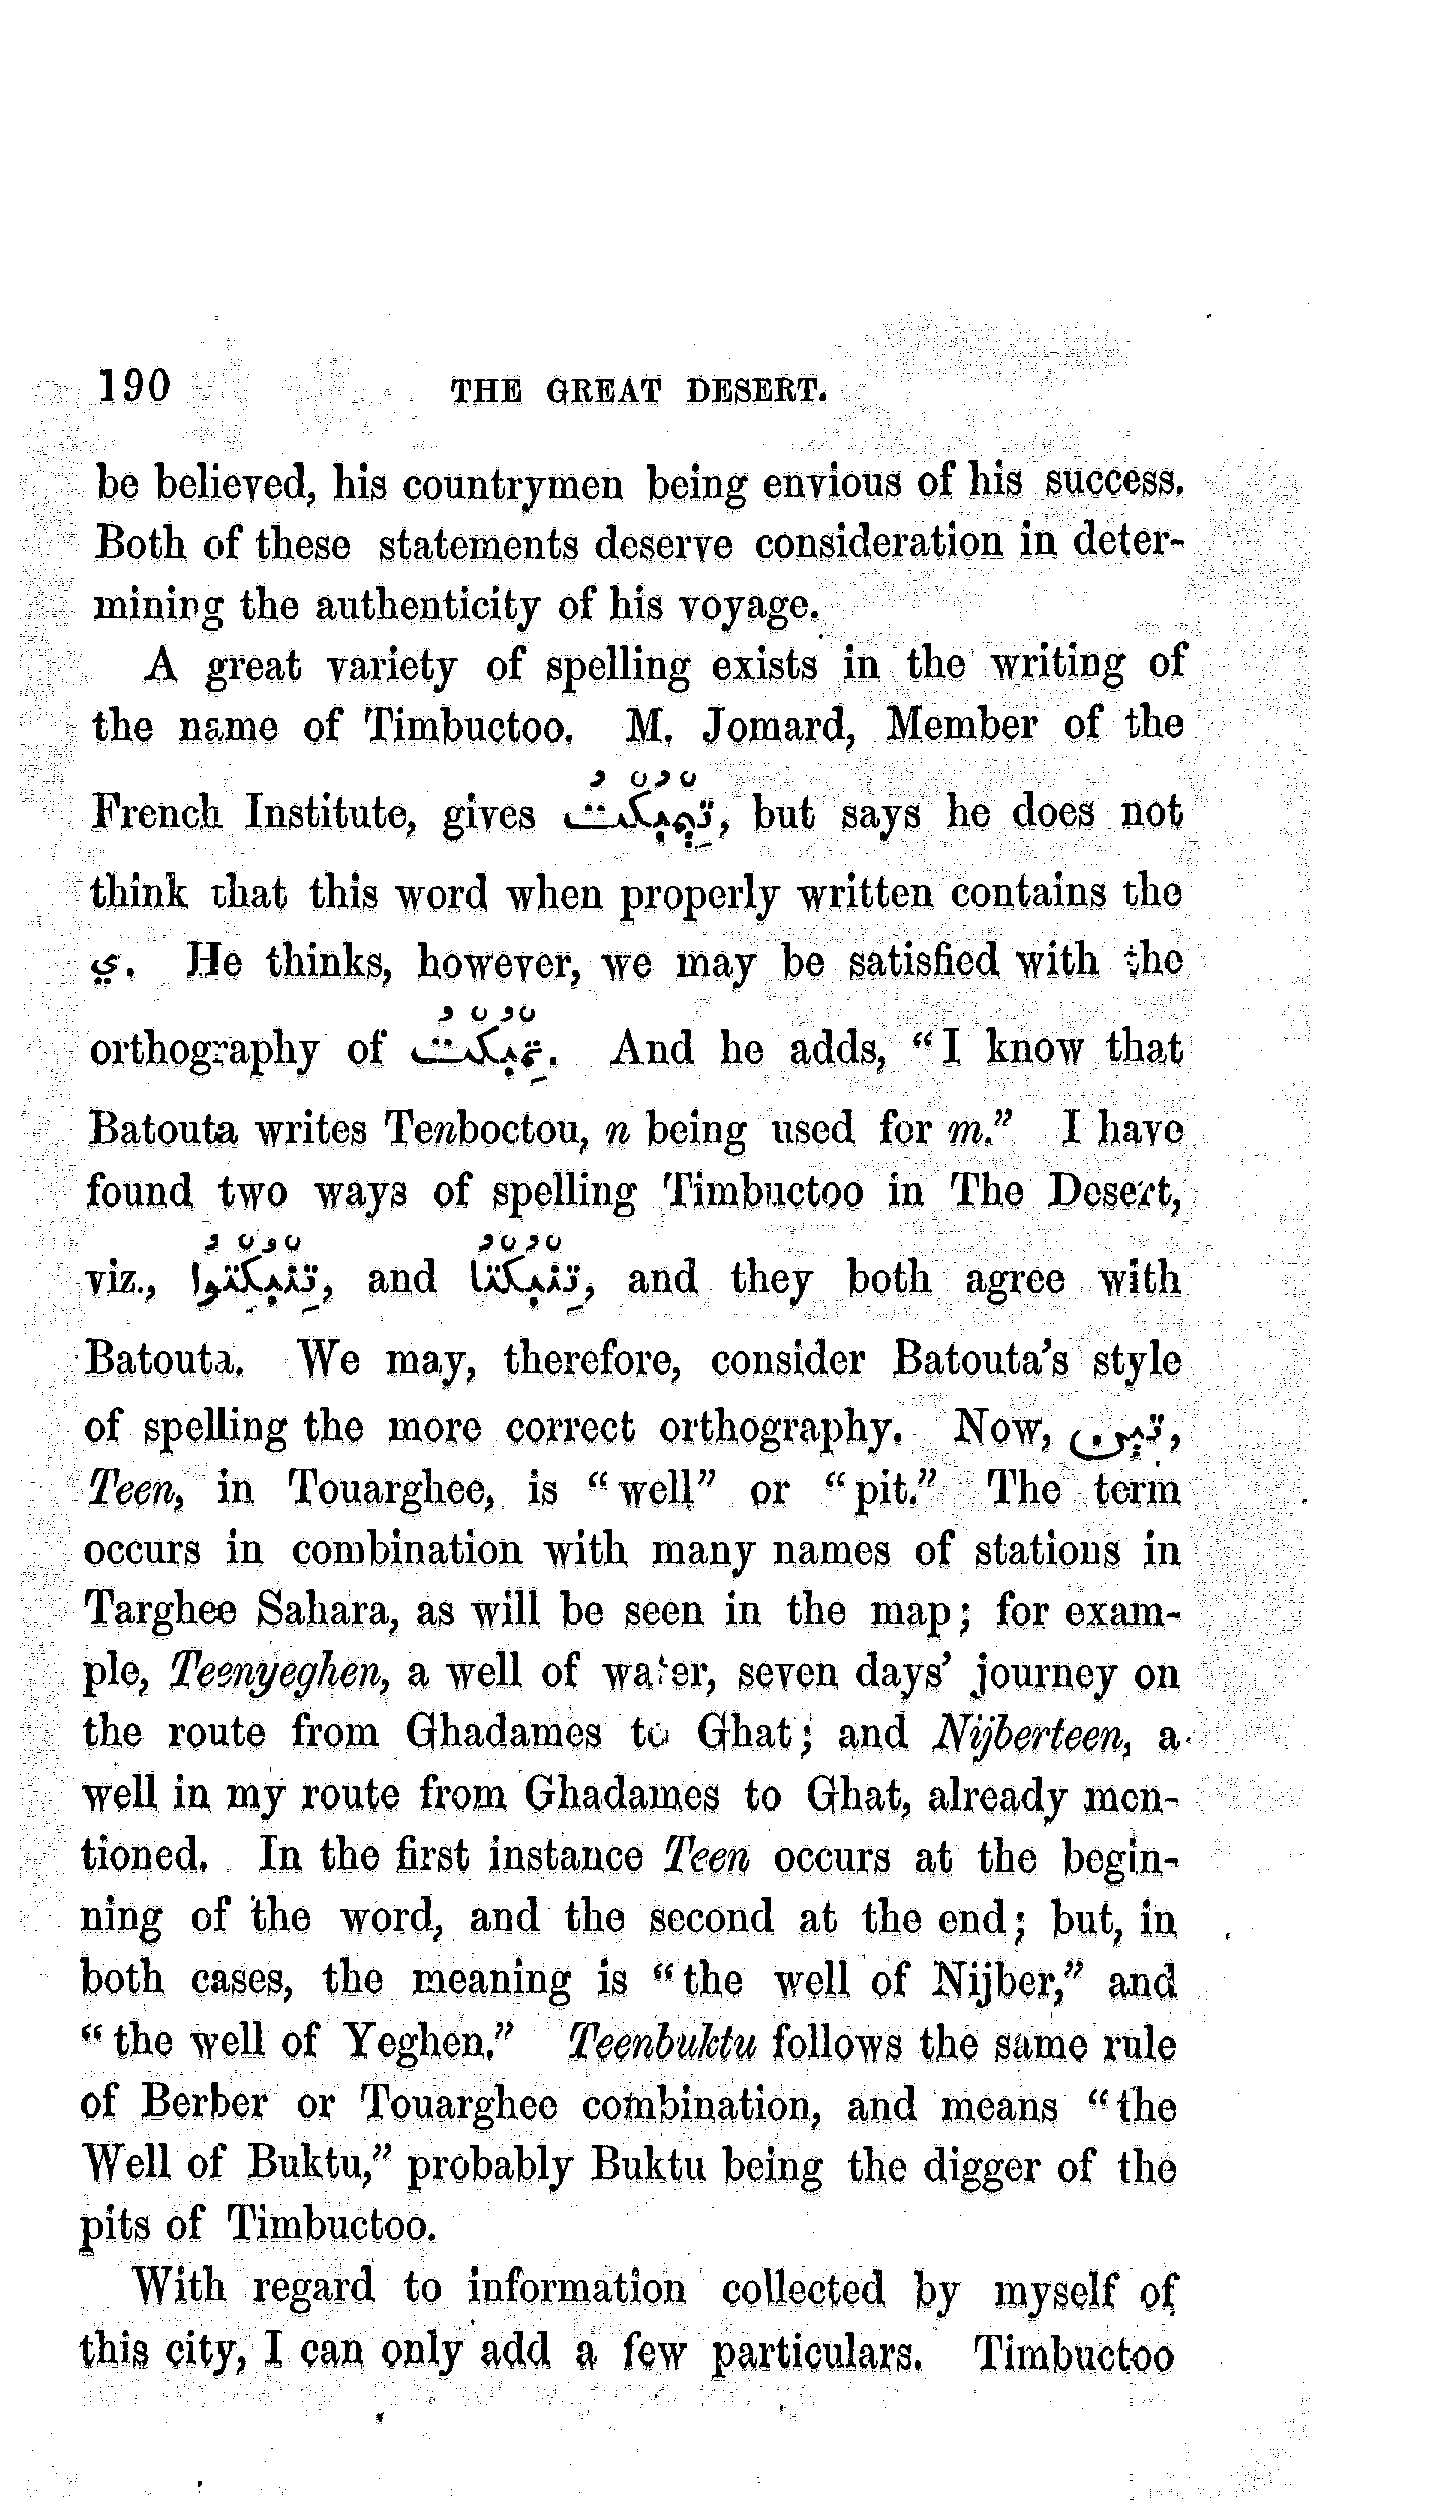 190 THE GREAT DESERT.
be believed, his countrymen being envious of his success.
Both of these statements deserve consideration in deter-
mining the authenticity of his voyage.
A great variety of spelling exists in the writing of
the name of Timbuctoo. M. Jomard, Member of the
French Institute, gives تِيمْبُكْتُ, but says he does not
think that this word when properly written contains the
ي. He thinks, however, we may be satisfied with the
orthography of تِمْبُكْتُ. And he adds, “I know that
Batouta writes Tenboctou, n being used for m.” I have
found two ways of spelling Timbuctoo in The Desert,
viz., تِنْبُكْتُوا, and تِنْبُكْتُا, and they both agree with
Batouta. We may, therefore, consider Batouta’s style
of spelling the more correct orthography. Now, تين,
Teen, in Touarghee, is “well” or “pit.” The term
occurs in combination with many names of stations in
Targhee Sahara, as will be seen in the map; for exam-
ple, Teenyeghen, a well of water, seven days’ journey on
the route from Ghadames to Ghat; and Nijberteen, a
well in my route from Ghadames to Ghat, already men-
tioned. In the first instance Teen occurs at the begin-
ning of the word, and the second at the end; but, in
both cases, the meaning is “the well of Nijber,” and
“the well of Yeghen.” Teenbuktu follows the same rule
of Berber or Touarghee combination, and means “the
Well of Buktu,” probably Buktu being the digger of the
pits of Timbuctoo.
With regard to information collected by myself of
this city, I can only add a few particulars. Timbuctoo